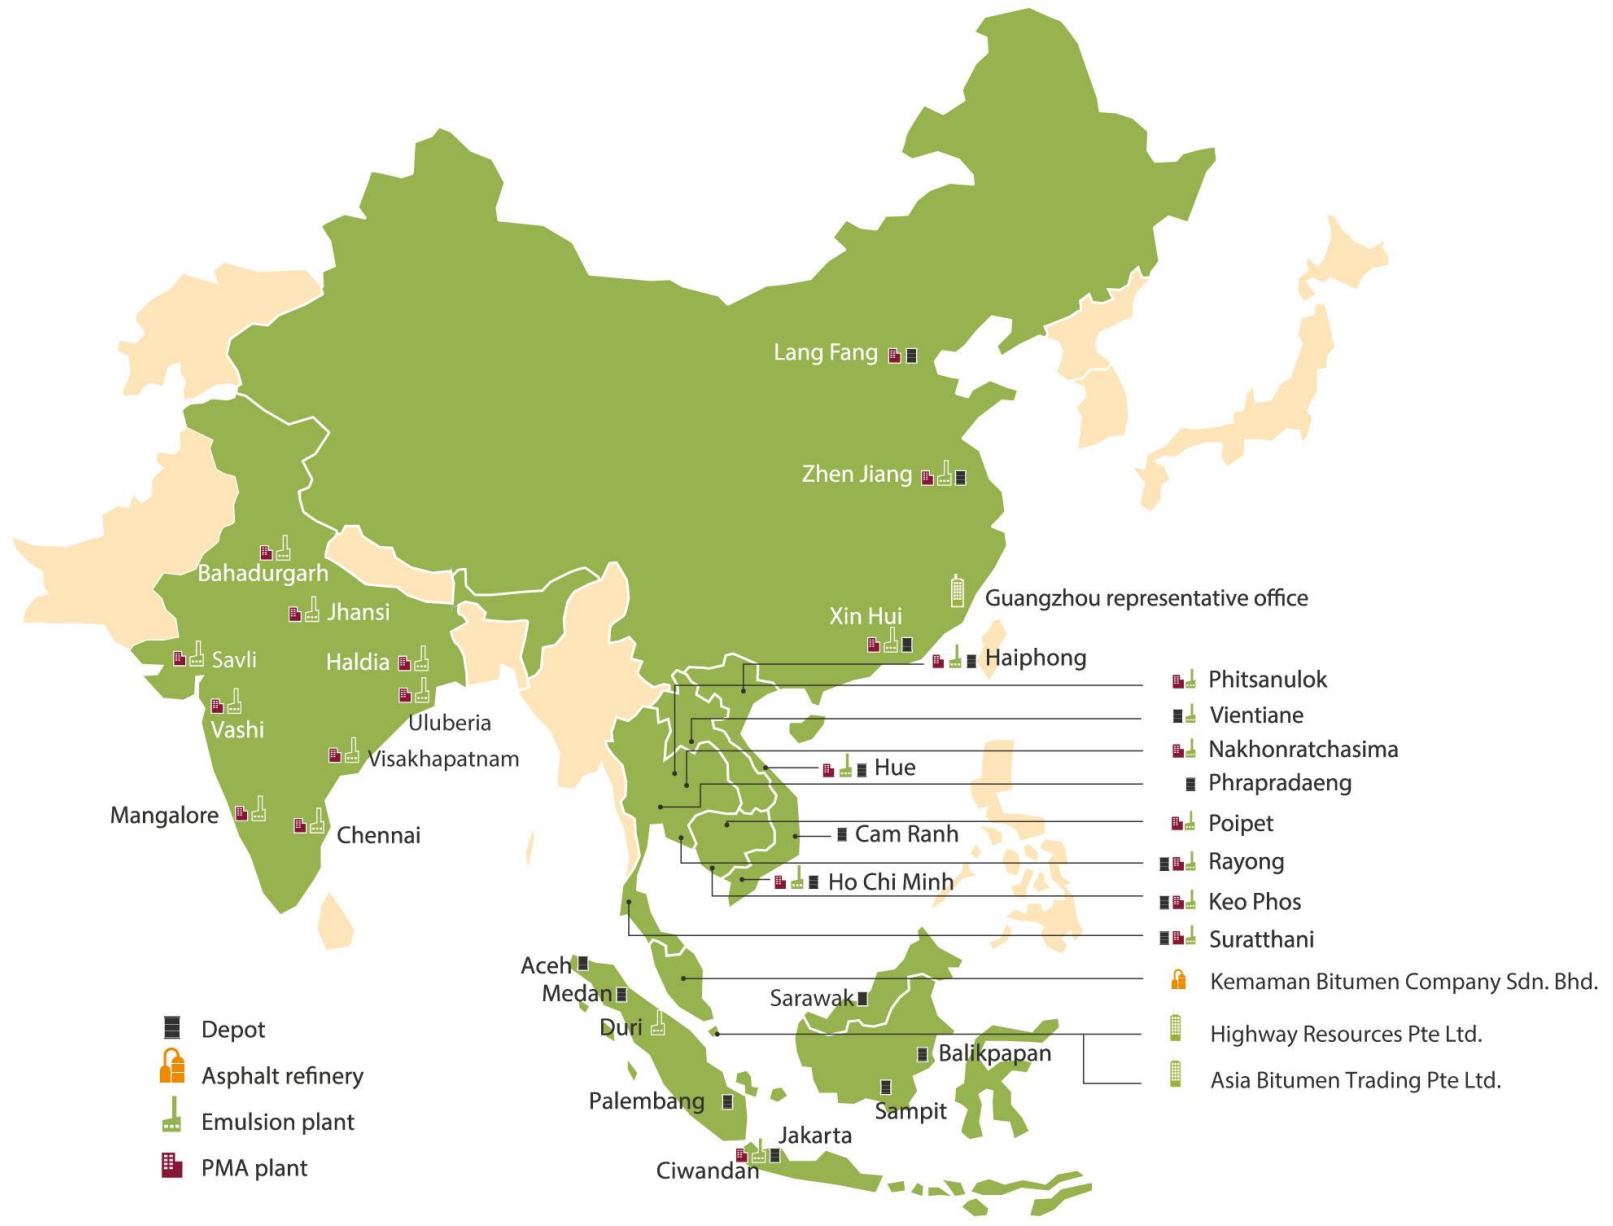 Lang Fang
Zhen Jiang
Bahadurgarh
Guangzhou representative office
Jhansi
Xin Hui
Savli
Haldia
Haiphong
Phitsanulok
Uluberia
Vientiane
Vashi
Visakhapatnam
Nakhonratchasima
Hue
Phrapradaeng
Mangalore
Chennai
Poipet
Cam Ranh
Rayong
Ho Chi Minh
Keo Phos
Suratthani
Aceh
Kemaman Bitumen Company Sdn. Bhd.
Medan
Sarawak
Duri
Depot
Highway Resources Pte Ltd.
Balikpapan
Asphalt refinery
Asia Bitumen Trading Pte Ltd.
Palembang
Sampit
Emulsion plant
Jakarta
PMA plant
Ciwandan